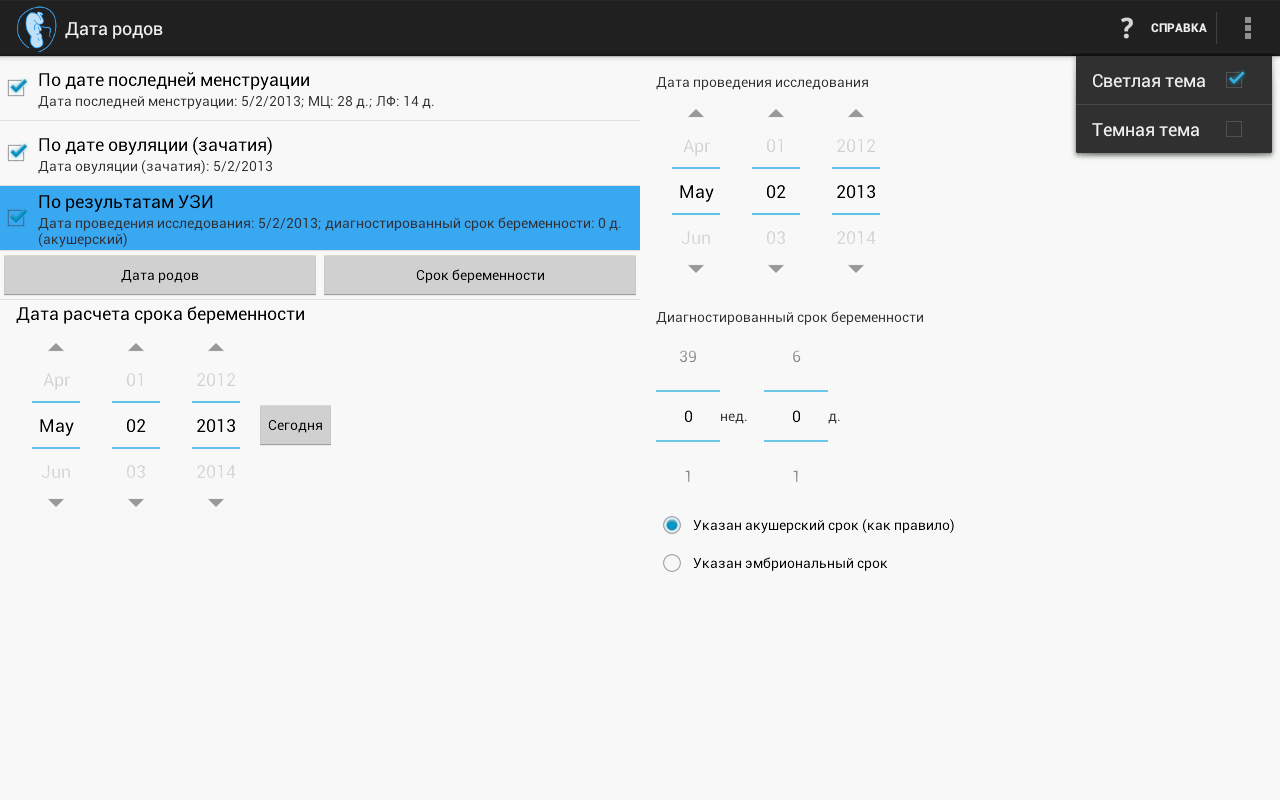 Дата родов
СПРАВКА
Светлая тема
Темная тема
По дате последней менструации
Дата последней менструации: 5/2/2013; МЦ: 28 д.; ЛФ: 14 д.
По дате овуляции (зачатия)
Дата овуляции (зачатия): 5/2/2013
По результатам УЗИ
Дата проведения исследования: 5/2/2013; диагностированный срок беременности: 0 д.
(акушерский)
Дата родов Срок беременности
Дата расчета срока беременности
Apr 01 2012
May 02 2013 Сегодня
Jun 03 2014
Дата проведения исследования
Apr 01 2012
May 02 2013
Jun 03 2014
Диагностированный срок беременности
39 6
0 нед. 0 д.
1 1
Указан акушерский срок (как правило)
Указан эмбриональный срок